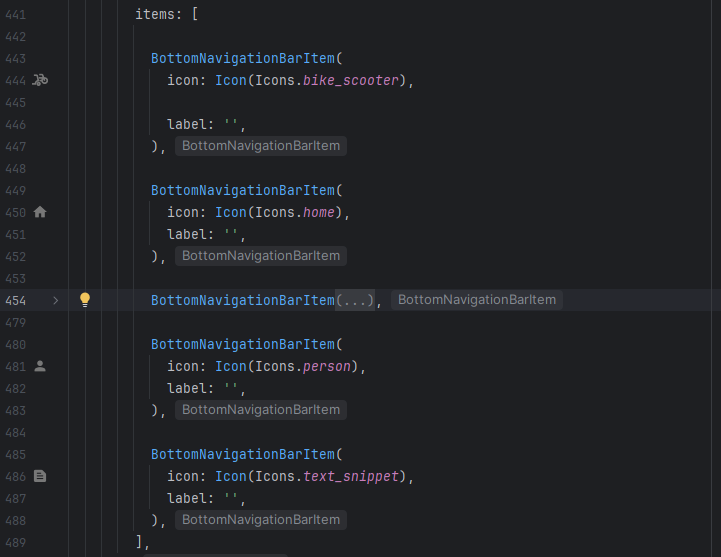 441 items: [
442
443 BottomNavigationBarItem(
444 icon: Icon(Icons.bike_scooter),
445
446 label: '',
447 ), BottomNavigationBarItem
448
449 BottomNavigationBarItem(
450 icon: Icon(Icons.home),
451 label: '',
452 ), BottomNavigationBarItem
453
454 BottomNavigationBarItem(...), BottomNavigationBarItem
479
480 BottomNavigationBarItem(
481 icon: Icon(Icons.person),
482 label: '',
483 ), BottomNavigationBarItem
484
485 BottomNavigationBarItem(
486 icon: Icon(Icons.text_snippet),
487 label: '',
488 ), BottomNavigationBarItem
489 ],